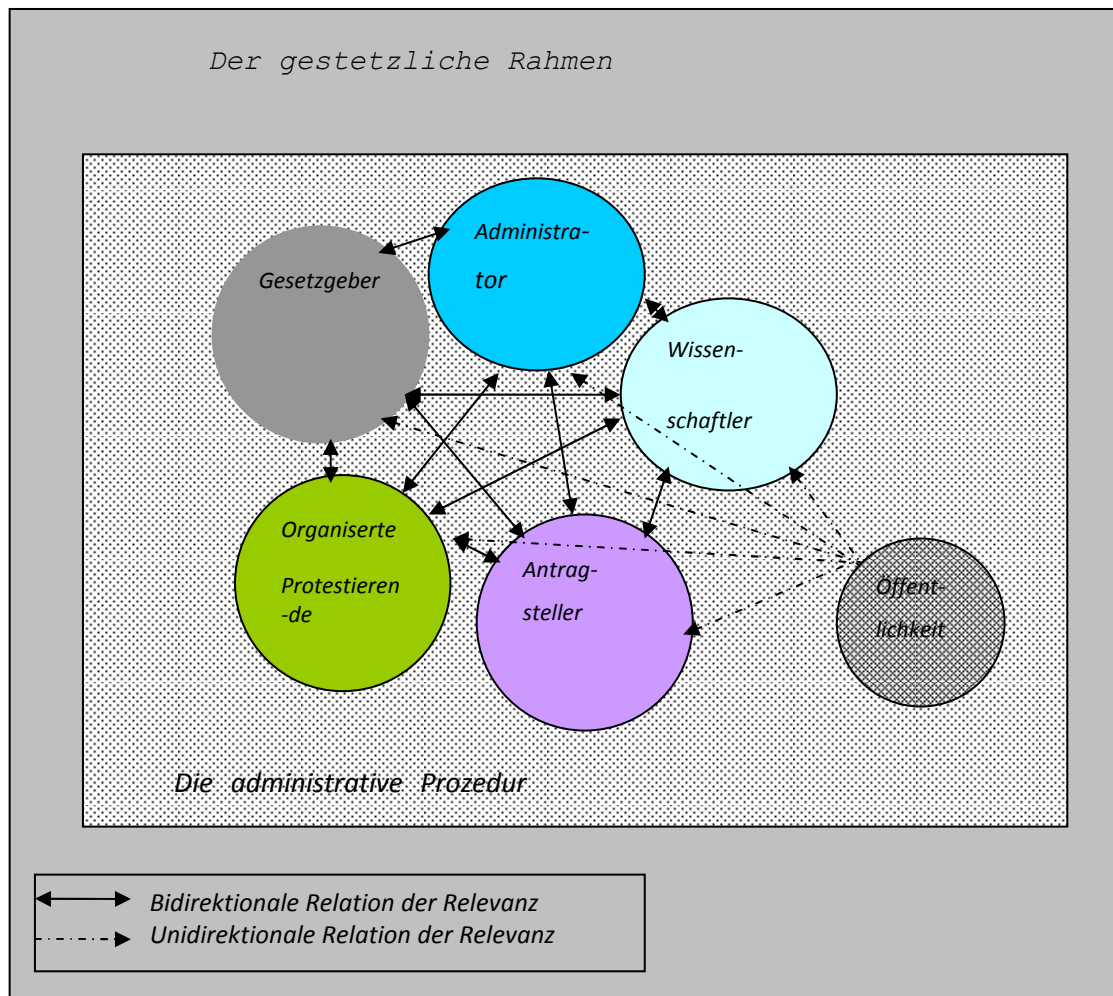 Der gestetzliche Rahmen
Administra-
tor
Gesetzgeber
Wissen-
schaftler
Organiserte
Protestieren
-de
Antrag-
steller
Öffent-
lichkeit
Die administrative Prozedur
Bidirektionale Relation der Relevanz
Unidirektionale Relation der Relevanz